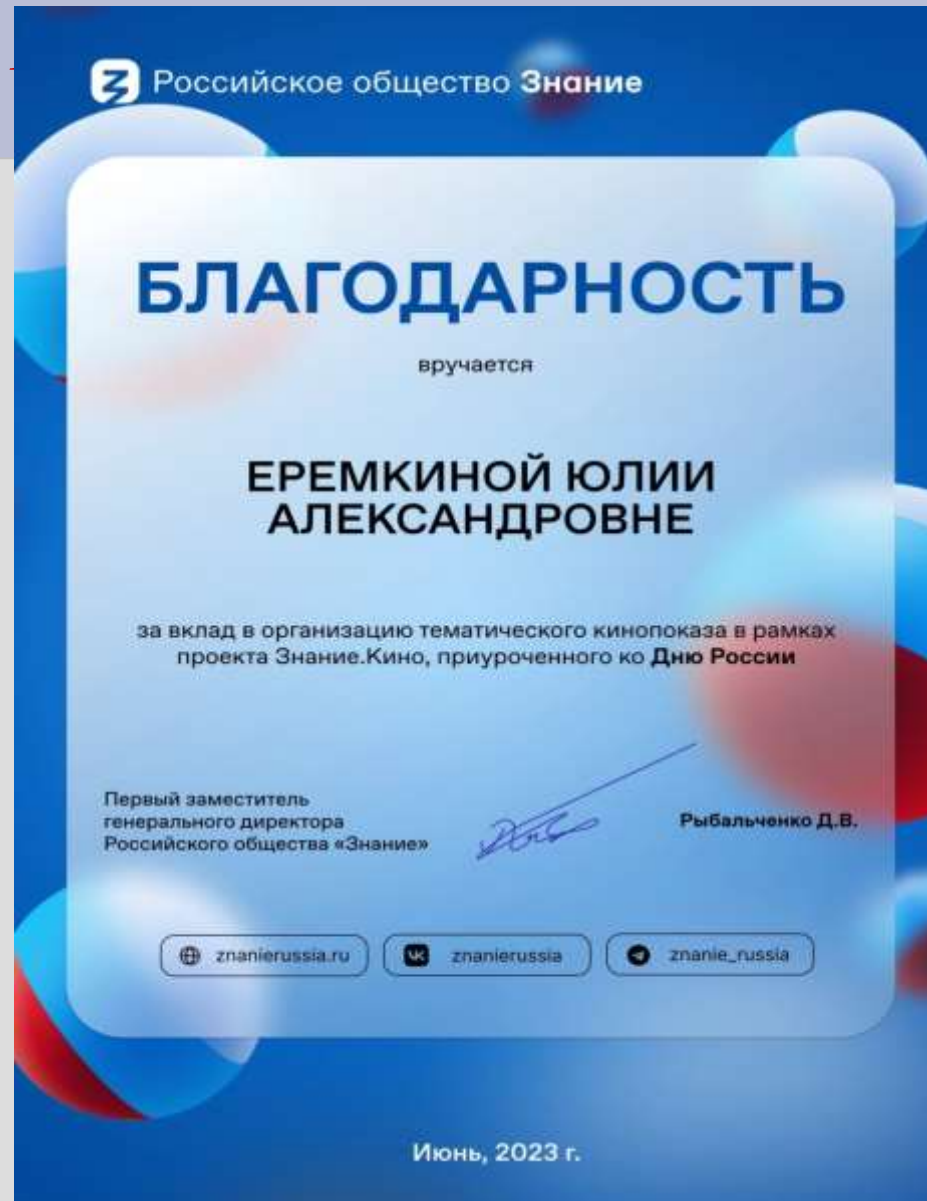 Российское общество Знание
БЛАГОДАРНОСТЬ
вручается
ЕРЕМКИНОЙ ЮЛИИ
АЛЕКСАНДРОВНЕ
за вклад в организацию тематического кинопоказа в рамках
проекта Знание.Кино, приуроченного ко Дню России
Первый заместитель
генерального директора
Российского общества «Знание»
Рыбальченко Д.В.
znanierussia.ru
znanierussia
znanie_russia
Июнь, 2023 г.